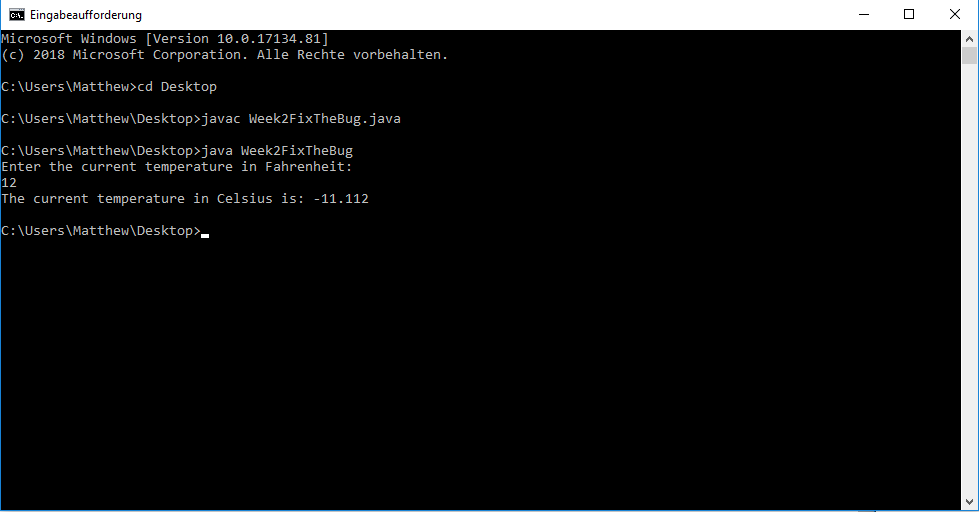 Eingabeaufforderung
Microsoft Windows [Version 10.0.17134.81]
(c) 2018 Microsoft Corporation. Alle Rechte vorbehalten.
C:\Users\Matthew>cd Desktop
C:\Users\Matthew\Desktop>javac Week2FixTheBug.java
C:\Users\Matthew\Desktop>java Week2FixTheBug
Enter the current temperature in Fahrenheit:
12
The current temperature in Celsius is: -11.112
C:\Users\Matthew\Desktop>